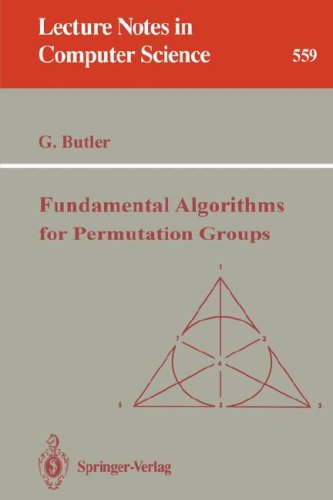 Lecture Notes in
Computer Science
559
G. Butler
Fundamental Algorithms
for Permutation Groups
1
7
2
4
6
5
3
Springer-Verlag